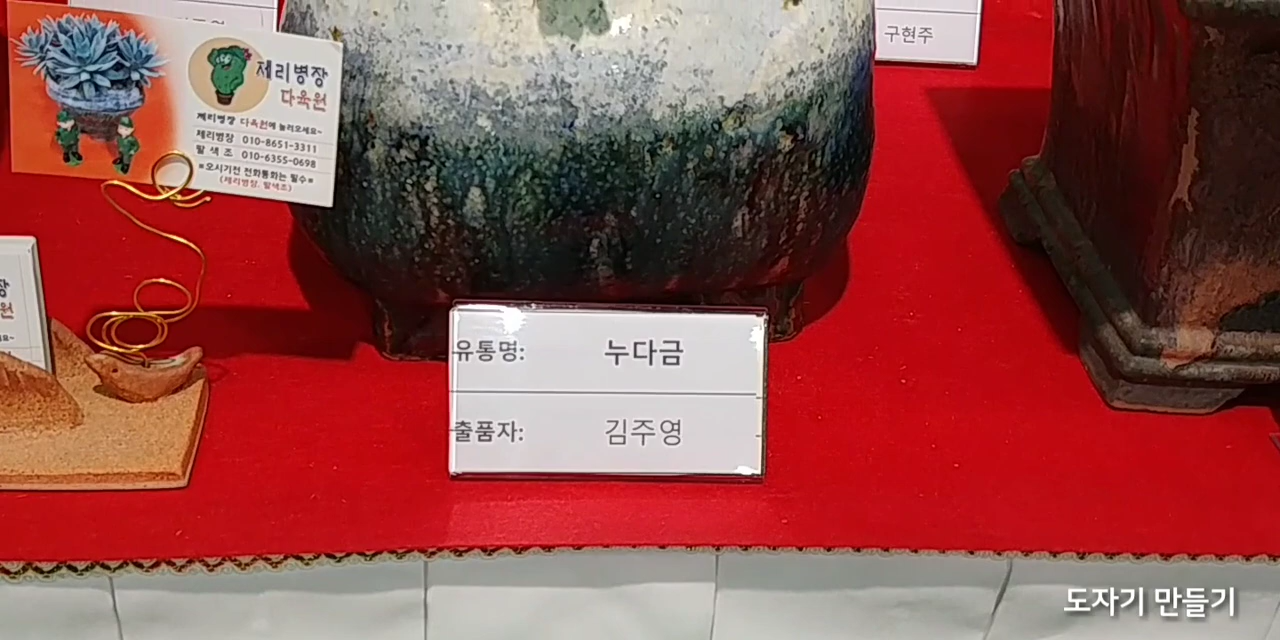 구현주
제리병장
다육원
제리병장 다육원에 놀러오세요~
제리병장 010-8651-3311
팔색조 010-6355-0698
=오시기전 전화통화는 필수=
(제리병장, 팔색조)
장
원
유통명: 누다금
출품자: 김주영
도자기 만들기